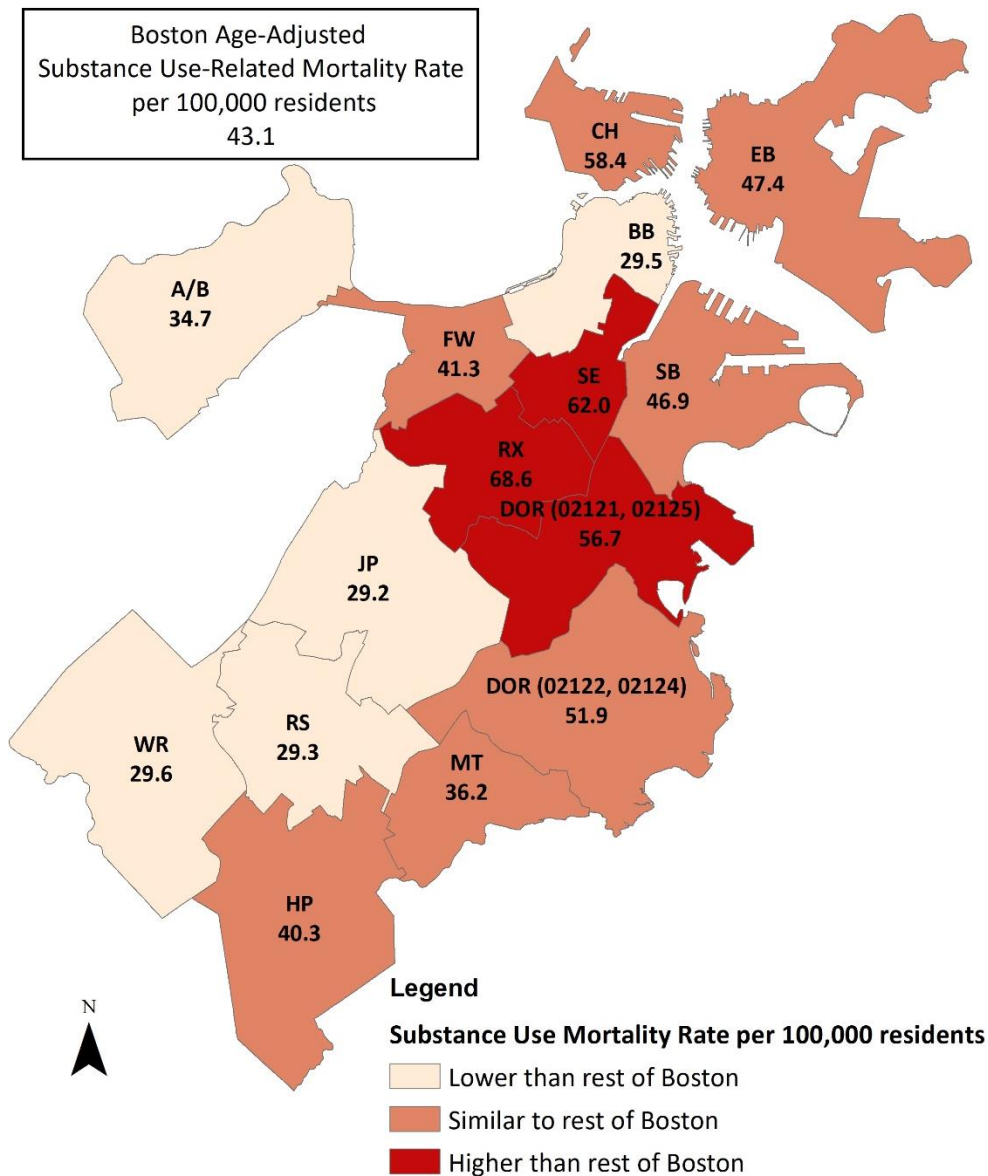 Boston Age-Adjusted
Substance Use-Related Mortality Rate
per 100,000 residents
43.1
CH
58.4
EB
47.4
BB
29.5
A/B
34.7
FW
41.3
SE
62.0
SB
46.9
RX
68.6
DOR (02121, 02125)
56.7
JP
29.2
DOR (02122, 02124)
51.9
RS
29.3
WR
29.6
MT
36.2
HP
40.3
N
Legend
Substance Use Mortality Rate per 100,000 residents
Lower than rest of Boston
Similar to rest of Boston
Higher than rest of Boston